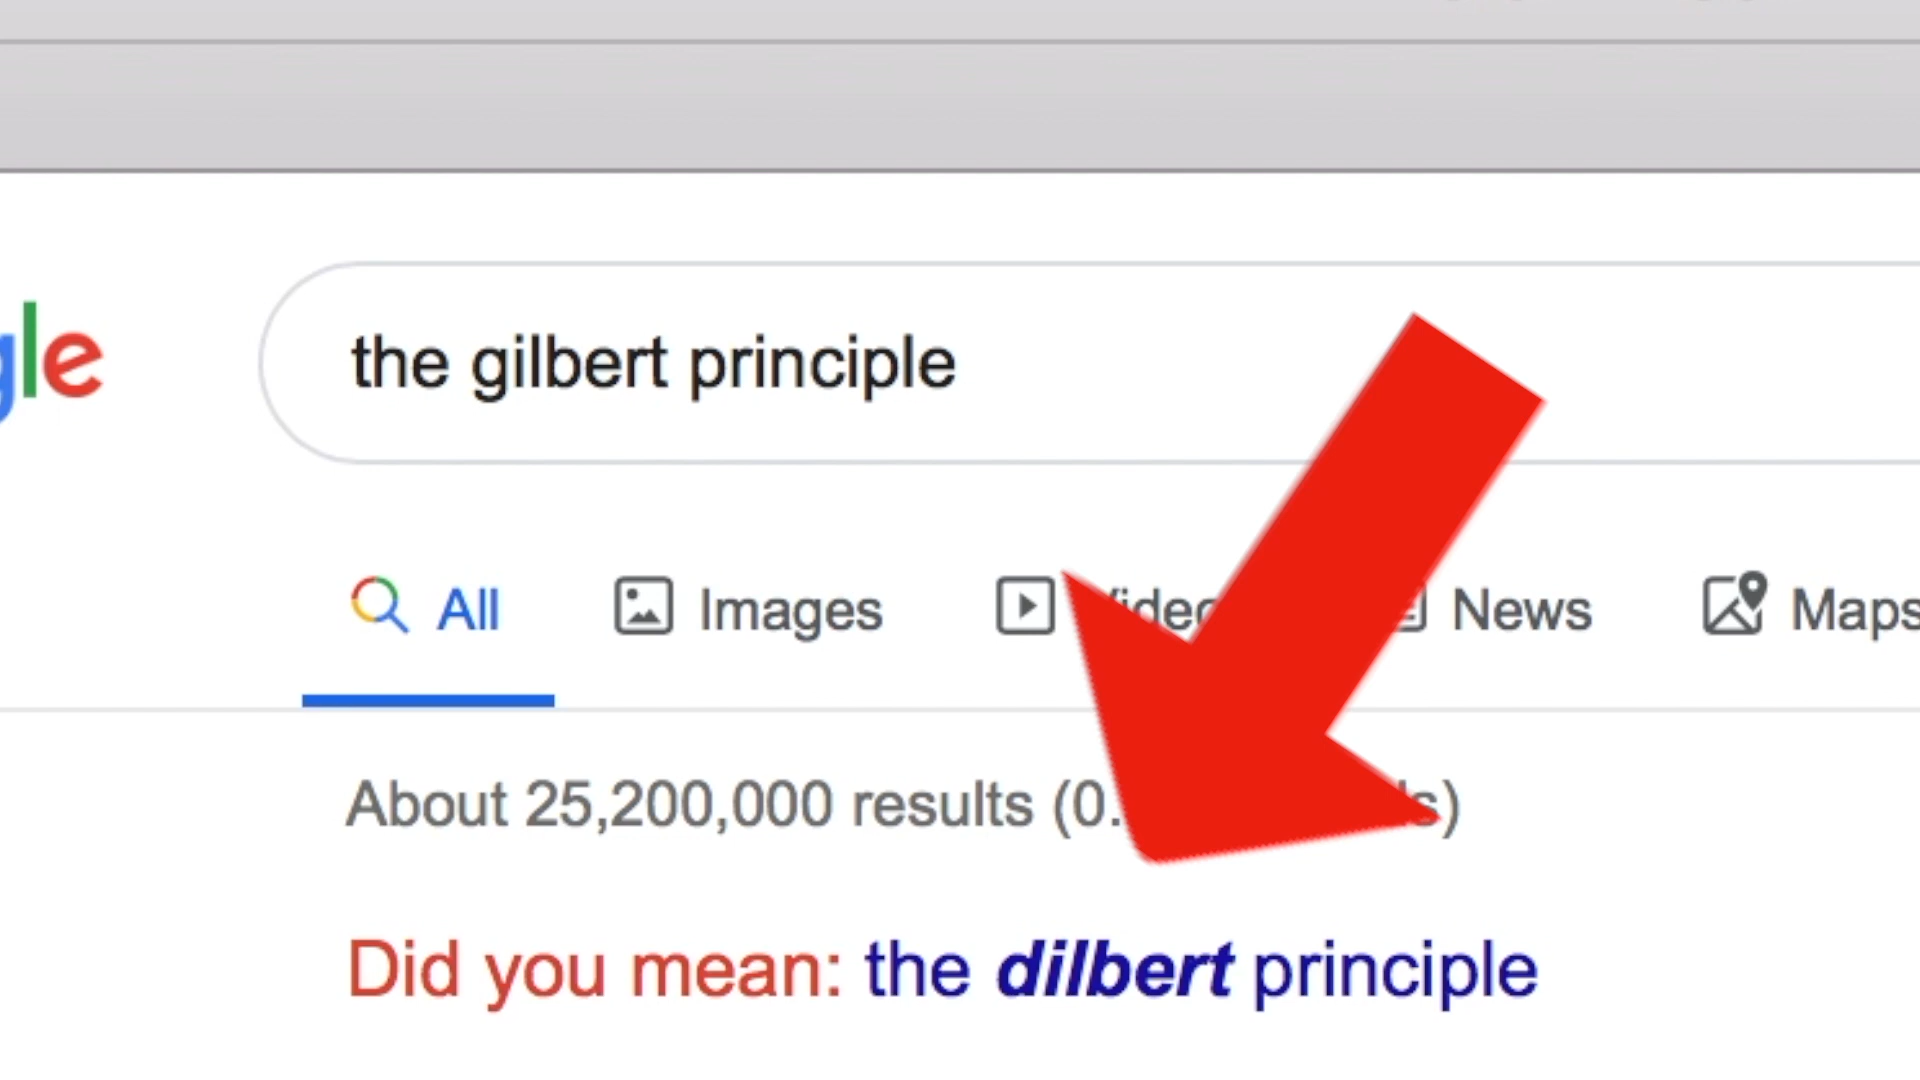 gle
the gilbert principle
All Images News Maps
About 25,200,000 results (0.
Did you mean: the dilbert principle